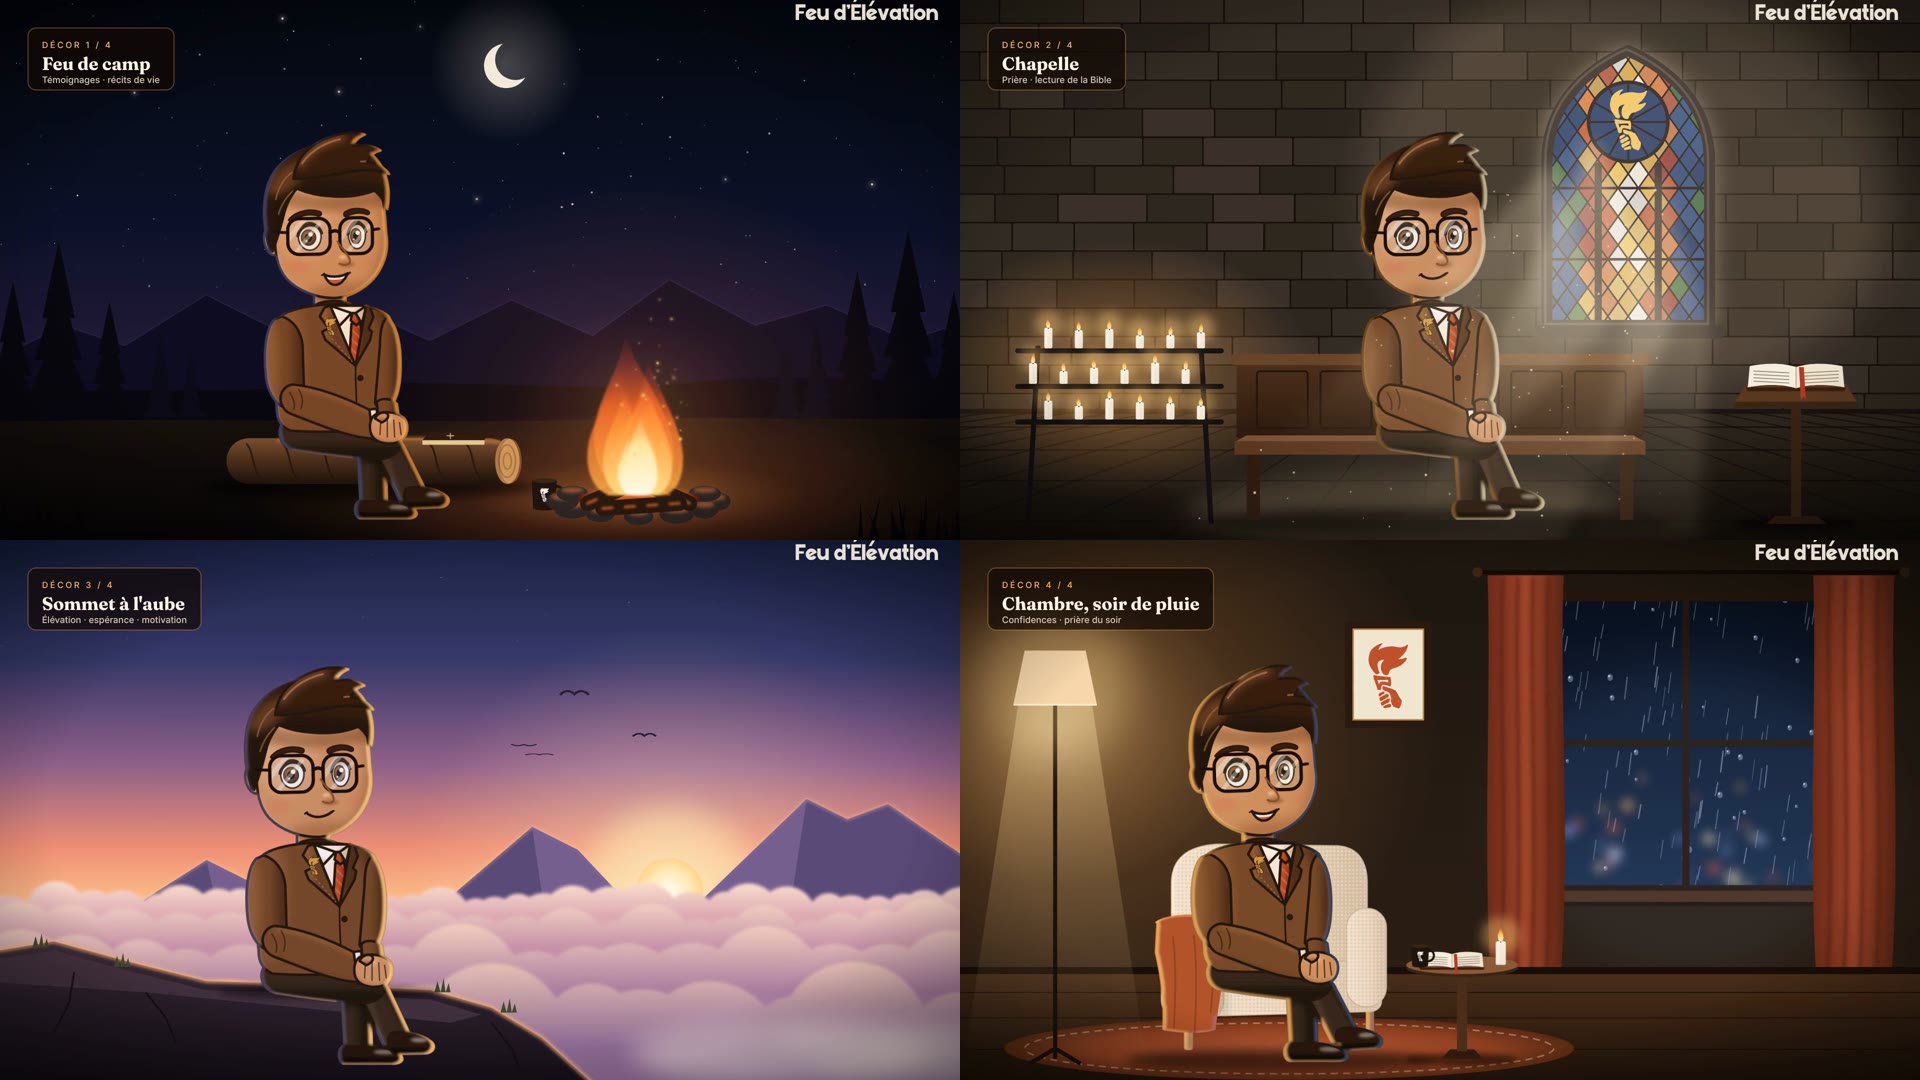 Feu d'Élévation
DÉCOR 1 / 4
Feu de camp
Témoignages · récits de vie
Feu d'Élévation
DÉCOR 2 / 4
Chapelle
Prière · lecture de la Bible
Feu d'Élévation
DÉCOR 3 / 4
Sommet à l'aube
Élévation · espérance · motivation
Feu d'Élévation
DÉCOR 4 / 4
Chambre, soir de pluie
Confidences · prière du soir